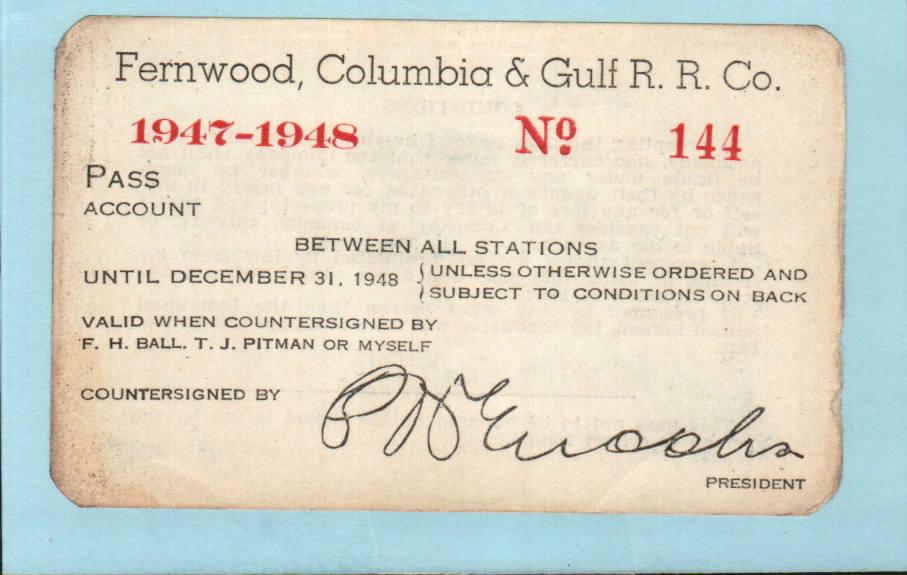 Fernwood, Columbia & Gulf R. R. Co.
1947-1948 Nº 144
PASS
ACCOUNT
BETWEEN ALL STATIONS
UNTIL DECEMBER 31, 1948 { UNLESS OTHERWISE ORDERED AND
SUBJECT TO CONDITIONS ON BACK
VALID WHEN COUNTERSIGNED BY
F. H. BALL. T. J. PITMAN OR MYSELF
COUNTERSIGNED BY
PRESIDENT